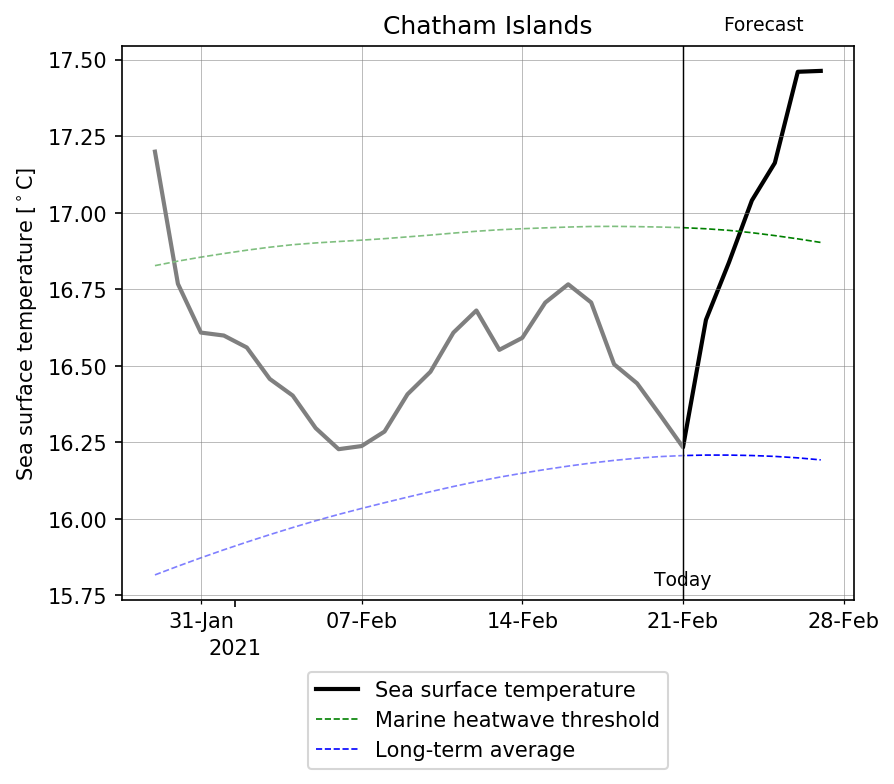 Chatham Islands
Forecast
Sea surface temperature [°C]
17.50
17.25
17.00
16.75
16.50
16.25
16.00
15.75
Today
31-Jan
07-Feb
14-Feb
21-Feb
28-Feb
2021
Sea surface temperature
Marine heatwave threshold
Long-term average